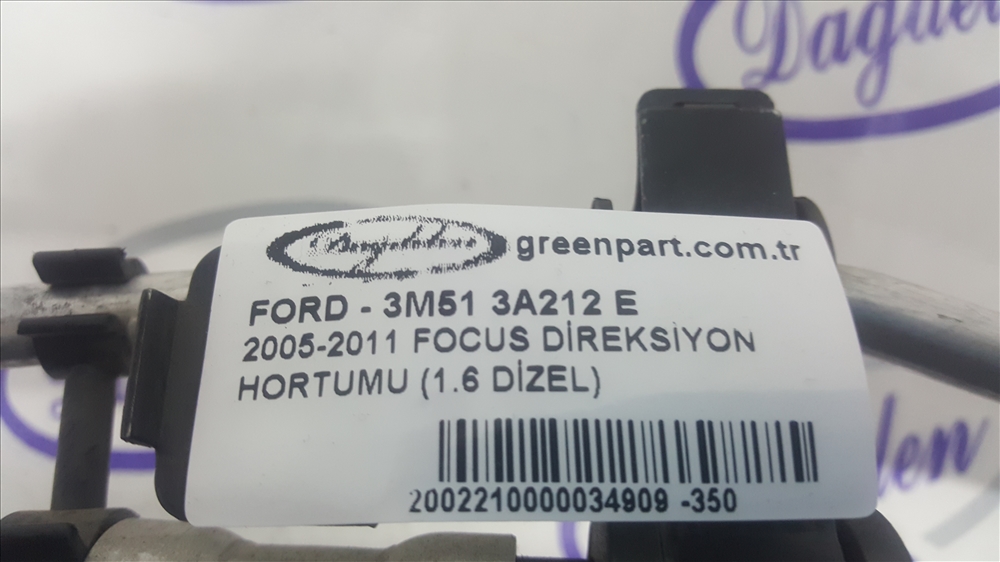 Daguelden
greenpart.com.tr
FORD - 3M51 3A212 E
2005-2011 FOCUS DİREKSİYON
HORTUMU (1.6 DİZEL)
2002210000034909 -350